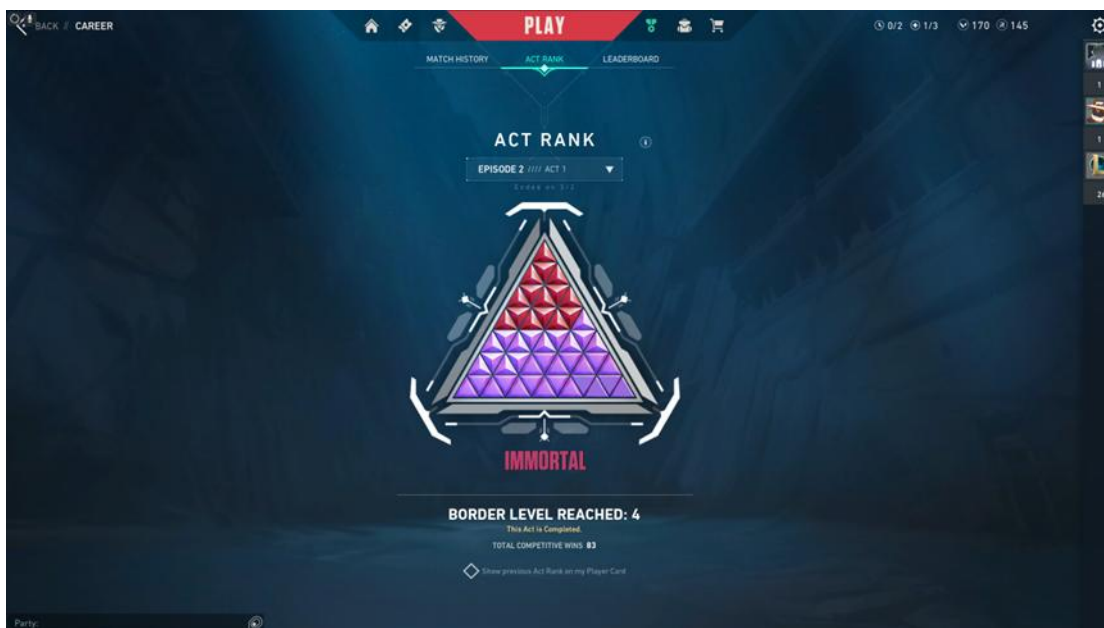 BACK // CAREER
PLAY
0/2 1/3 170 145
MATCH HISTORY ACT RANK LEADERBOARD
ACT RANK
EPISODE 2 //// ACT 1
IMMORTAL
BORDER LEVEL REACHED: 4
This Act is Completed.
TOTAL COMPETITIVE WINS 83
Show previous Act Rank on my Player Card
1
1
Party: